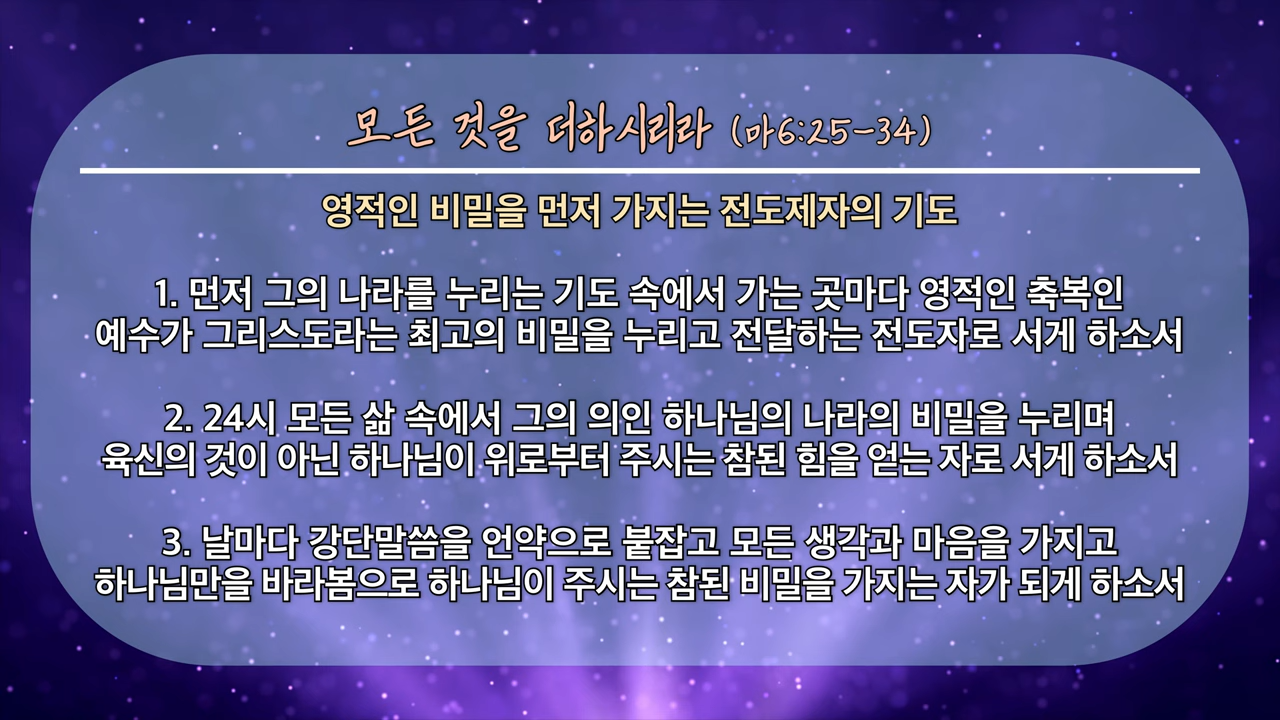 모든 것을 더하시리라 (마6:25-34)
영적인 비밀을 먼저 가지는 전도제자의 기도
1. 먼저 그의 나라를 누리는 기도 속에서 가는 곳마다 영적인 축복인
예수가 그리스도라는 최고의 비밀을 누리고 전달하는 전도자로 서게 하소서
2. 24시 모든 삶 속에서 그의 의인 하나님의 나라의 비밀을 누리며
육신의 것이 아닌 하나님이 위로부터 주시는 참된 힘을 얻는 자로 서게 하소서
3. 날마다 강단말씀을 언약으로 붙잡고 모든 생각과 마음을 가지고
하나님만을 바라봄으로 하나님이 주시는 참된 비밀을 가지는 자가 되게 하소서